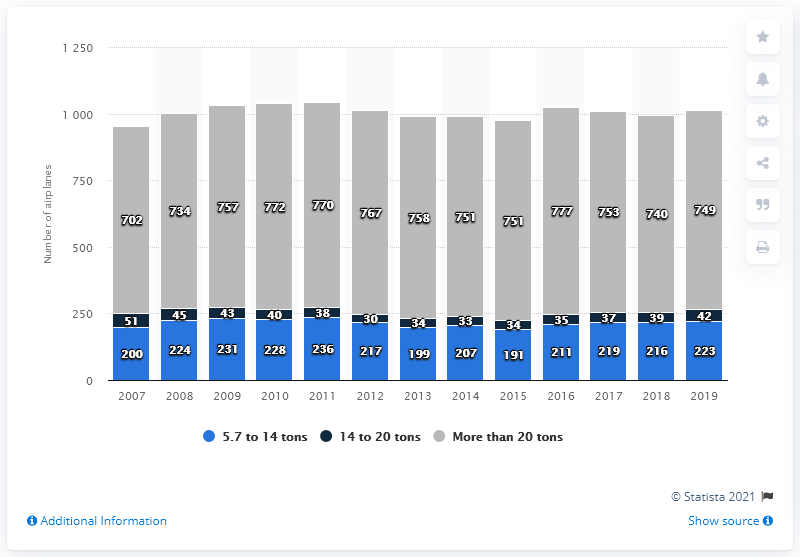 1 250
1 000
750
500
250
0
Number of airplanes
702 734 757 772 770 767 758 751 751 777 753 740 749
51 45 43 40 38 30 34 33 34 35 37 39 42
200 224 231 228 236 217 199 207 191 211 219 216 223
2007 2008 2009 2010 2011 2012 2013 2014 2015 2016 2017 2018 2019
5.7 to 14 tons 14 to 20 tons More than 20 tons
© Statista 2021
Additional Information Show source